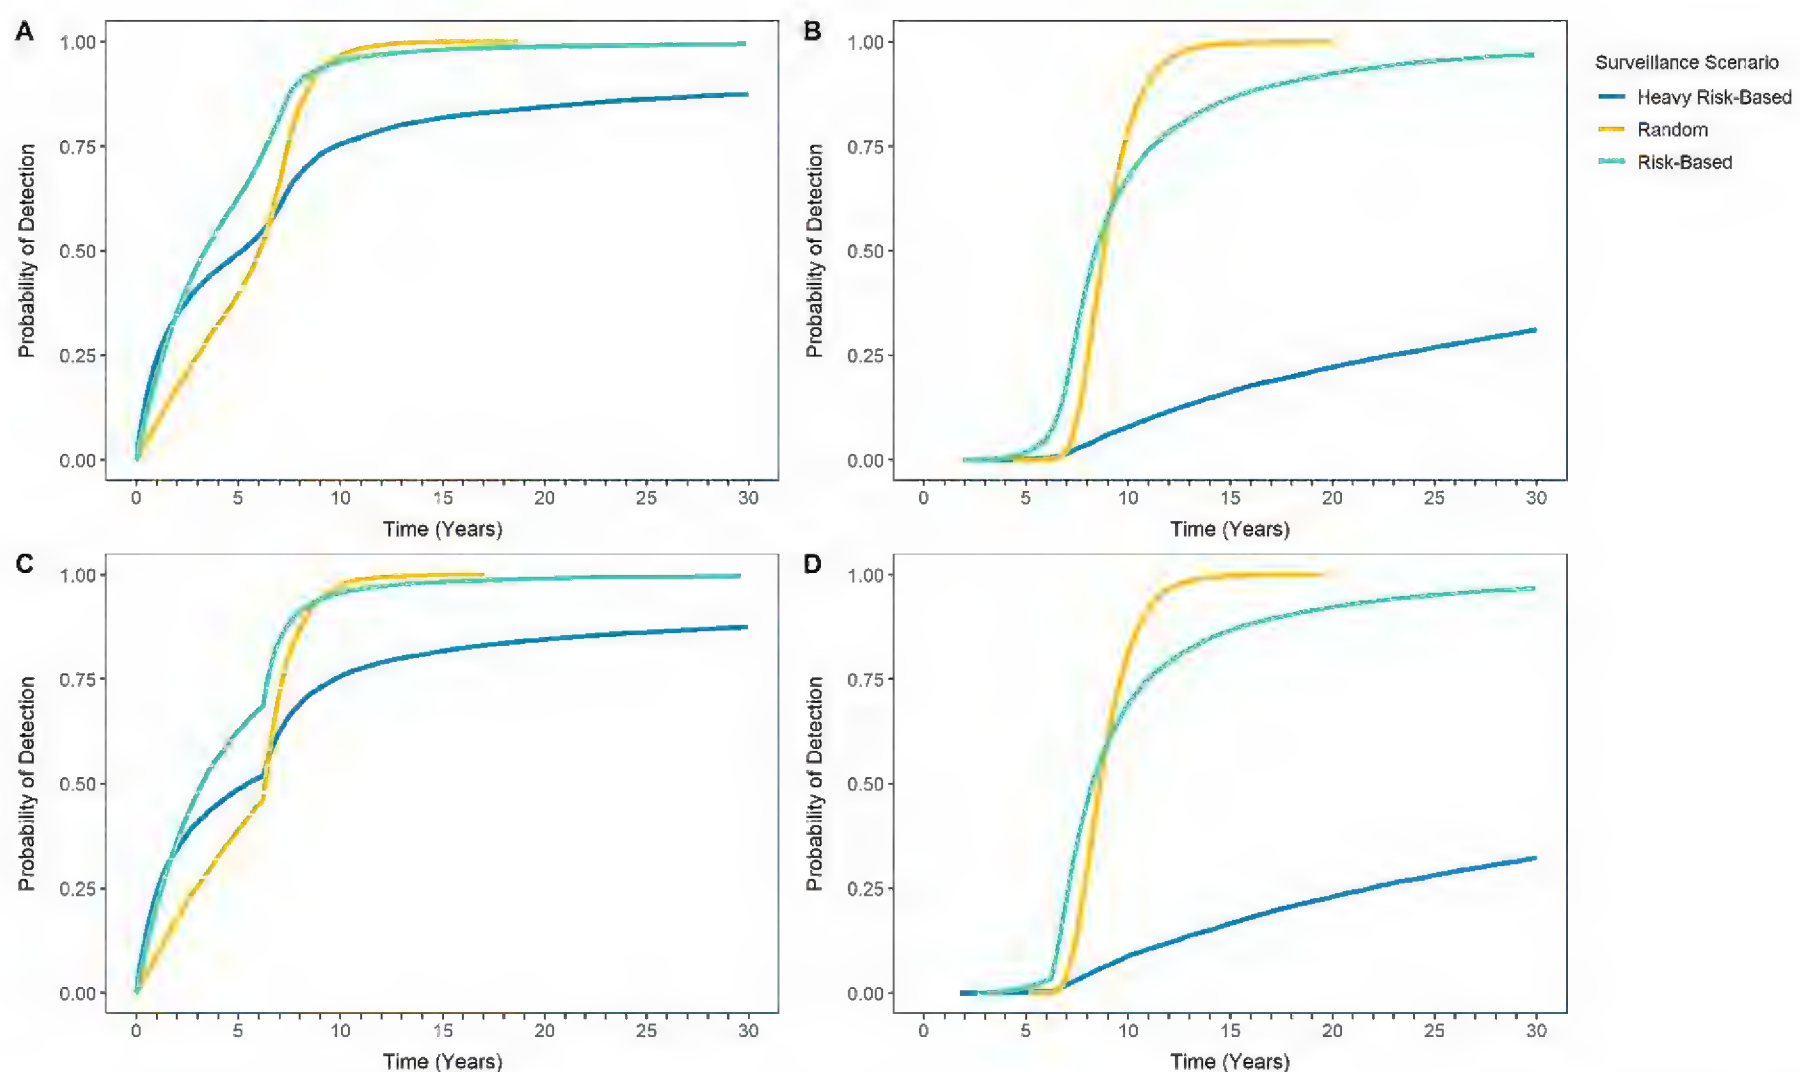 A
1.00
0.75
0.50
0.25
0.00
Probability of Detection
0 5 10 15 20 25 30
Time (Years)
B
1.00
0.75
0.50
0.25
0.00
Probability of Detection
0 5 10 15 20 25 30
Time (Years)
Surveillance Scenario
Heavy Risk-Based
Random
Risk-Based
C
1.00
0.75
0.50
0.25
0.00
Probability of Detection
0 5 10 15 20 25 30
Time (Years)
D
1.00
0.75
0.50
0.25
0.00
Probability of Detection
0 5 10 15 20 25 30
Time (Years)